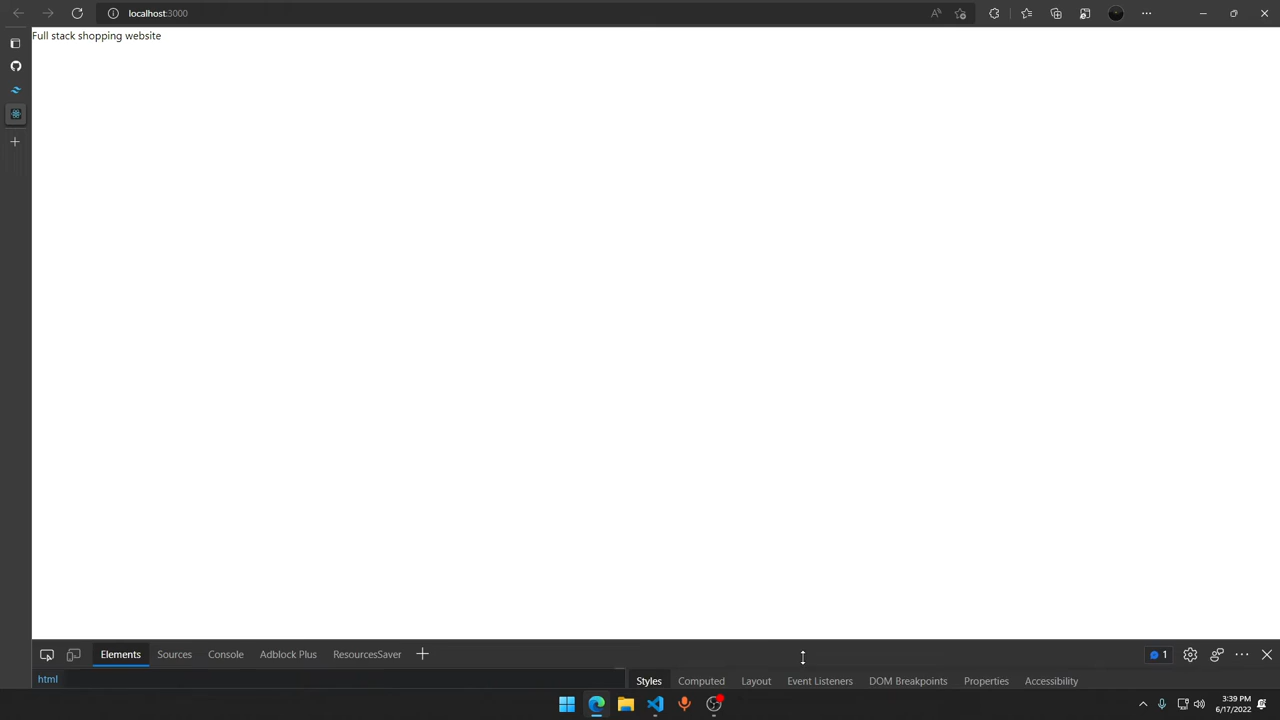 localhost:3000
Full stack shopping website
Elements Sources Console Adblock Plus ResourcesSaver 1
html Styles Computed Layout Event Listeners DOM Breakpoints Properties Accessibility
3:39 PM
6/17/2022